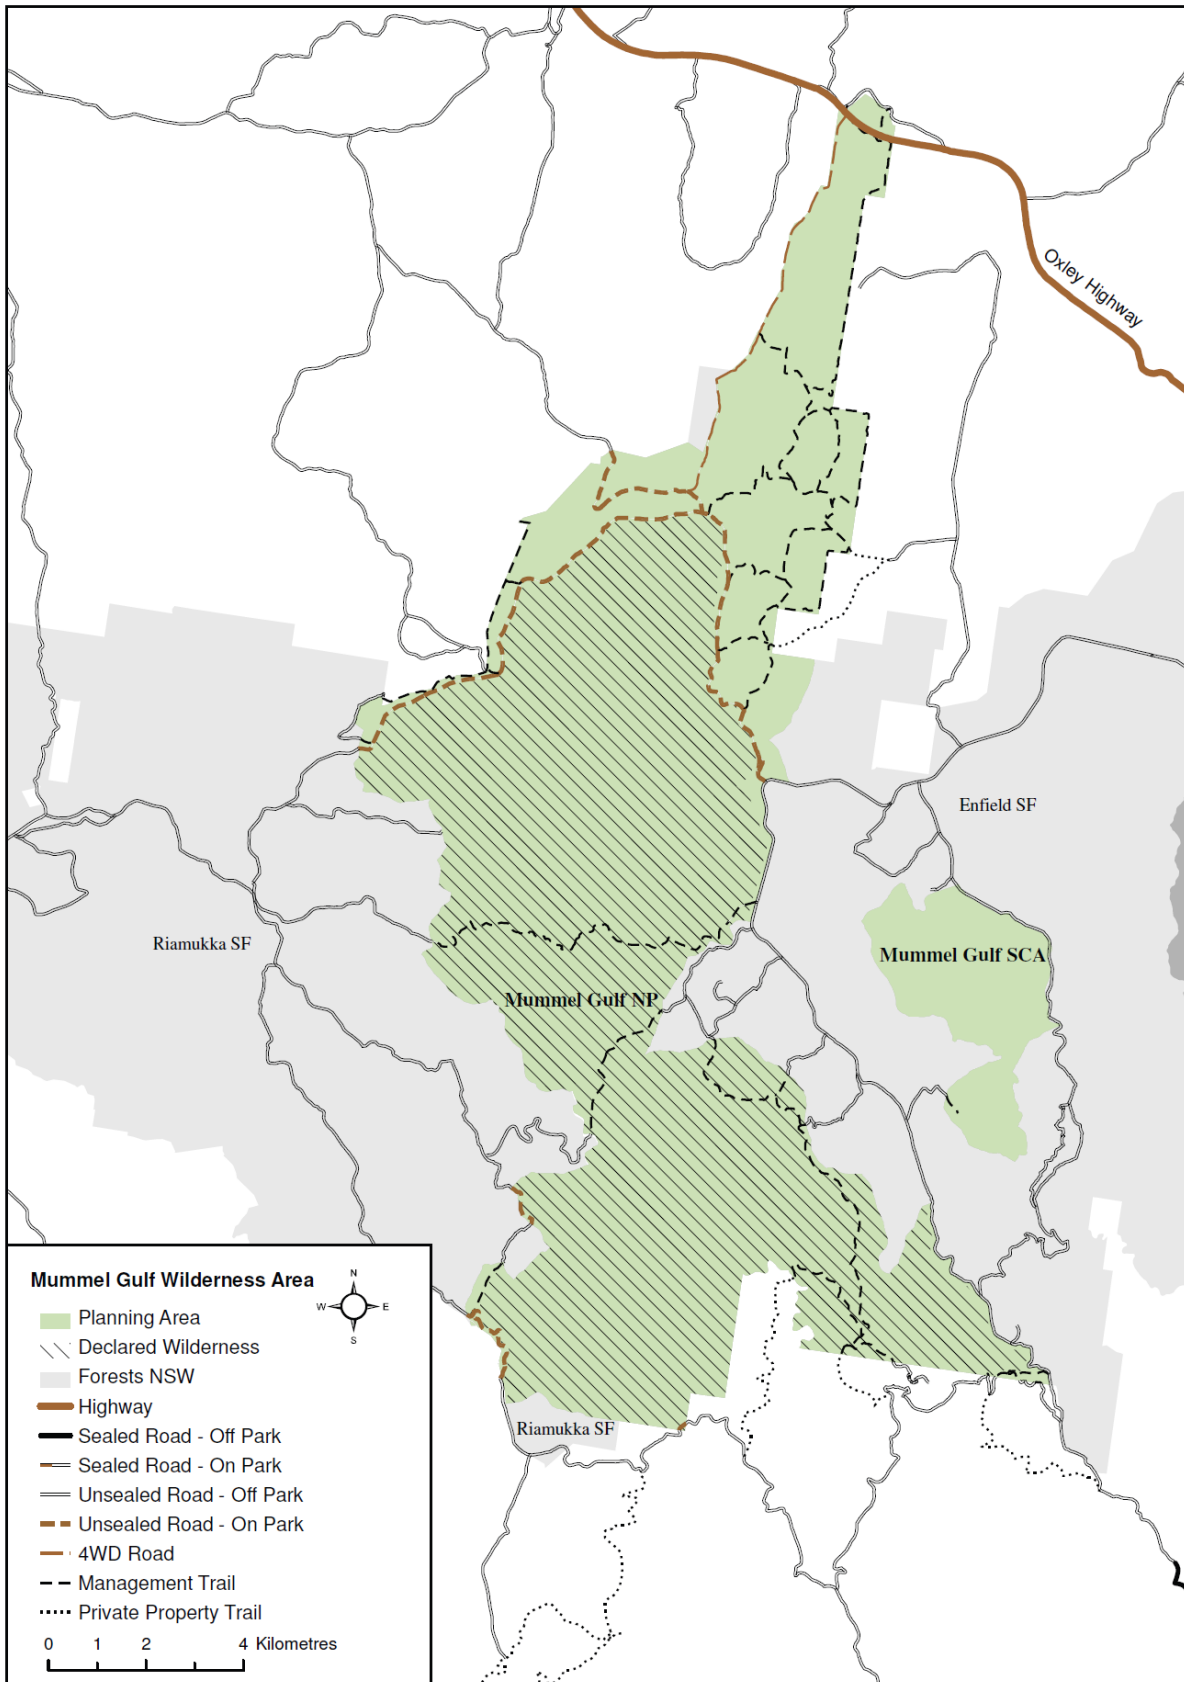 Oxley Highway
Enfield SF
Riamukka SF
Mummel Gulf SCA
Mummel Gulf NP
Riamukka SF
Mummel Gulf Wilderness Area
N
W
E
S
Planning Area
Declared Wilderness
Forests NSW
Highway
Sealed Road - Off Park
Sealed Road - On Park
Unsealed Road - Off Park
Unsealed Road - On Park
4WD Road
Management Trail
Private Property Trail
0 1 2 4 Kilometres